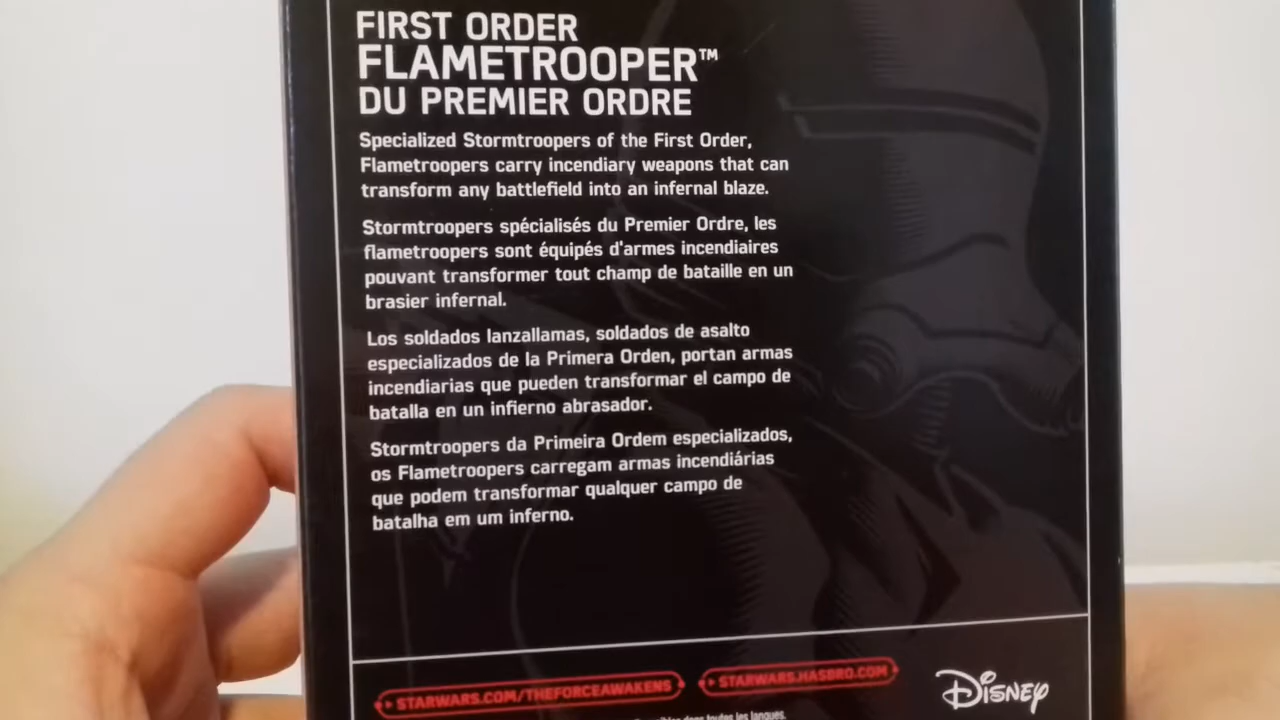 FIRST ORDER
FLAMETROOPER™
DU PREMIER ORDRE
Specialized Stormtroopers of the First Order,
Flametroopers carry incendiary weapons that can
transform any battlefield into an infernal blaze.
Stormtroopers spécialisés du Premier Ordre, les
flametroopers sont équipés d'armes incendiaires
pouvant transformer tout champ de bataille en un
brasier infernal.
Los soldados lanzallamas, soldados de asalto
especializados de la Primera Orden, portan armas
incendiarias que pueden transformar el campo de
batalla en un infierno abrasador.
Stormtroopers da Primeira Ordem especializados,
os Flametroopers carregam armas incendiárias
que podem transformar qualquer campo de
batalha em um inferno.
STARWARS.COM/THEFORCEAWAKENS
STARWARS.HASBRO.COM
Disney
dans toutes les langues.